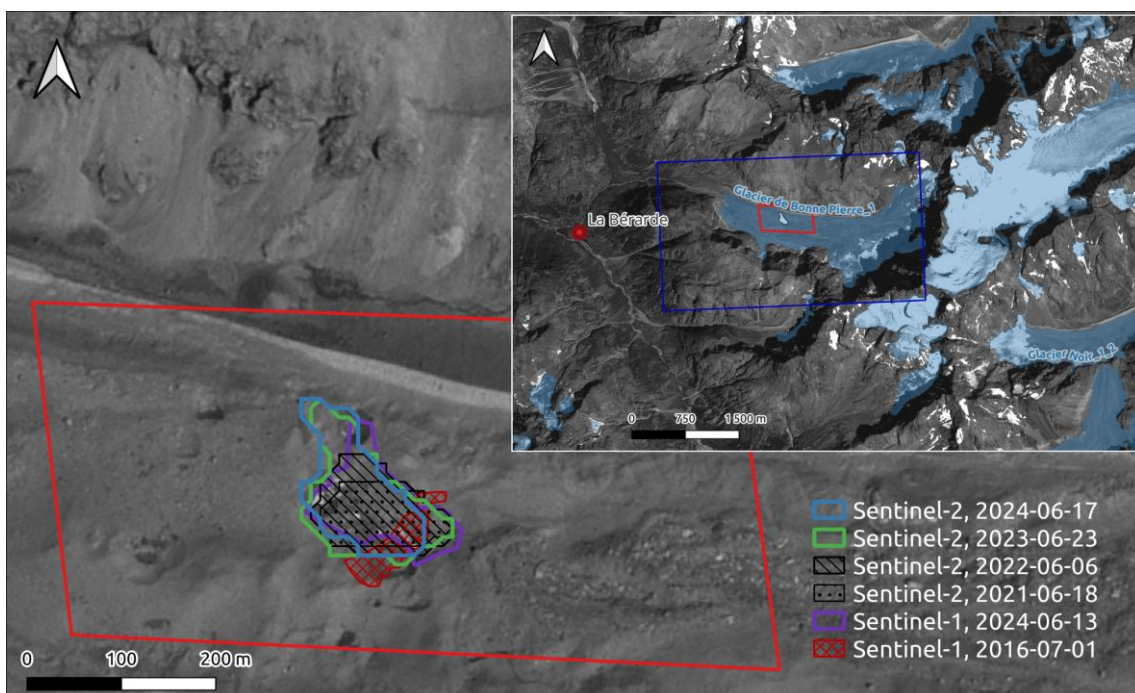 La Bérarde
Glacier de Bonne Pierre_1
Glacier Noir_1_2
0 750 1 500 m
Sentinel-2, 2024-06-17
Sentinel-2, 2023-06-23
Sentinel-2, 2022-06-06
Sentinel-2, 2021-06-18
Sentinel-1, 2024-06-13
Sentinel-1, 2016-07-01
0 100 200 m